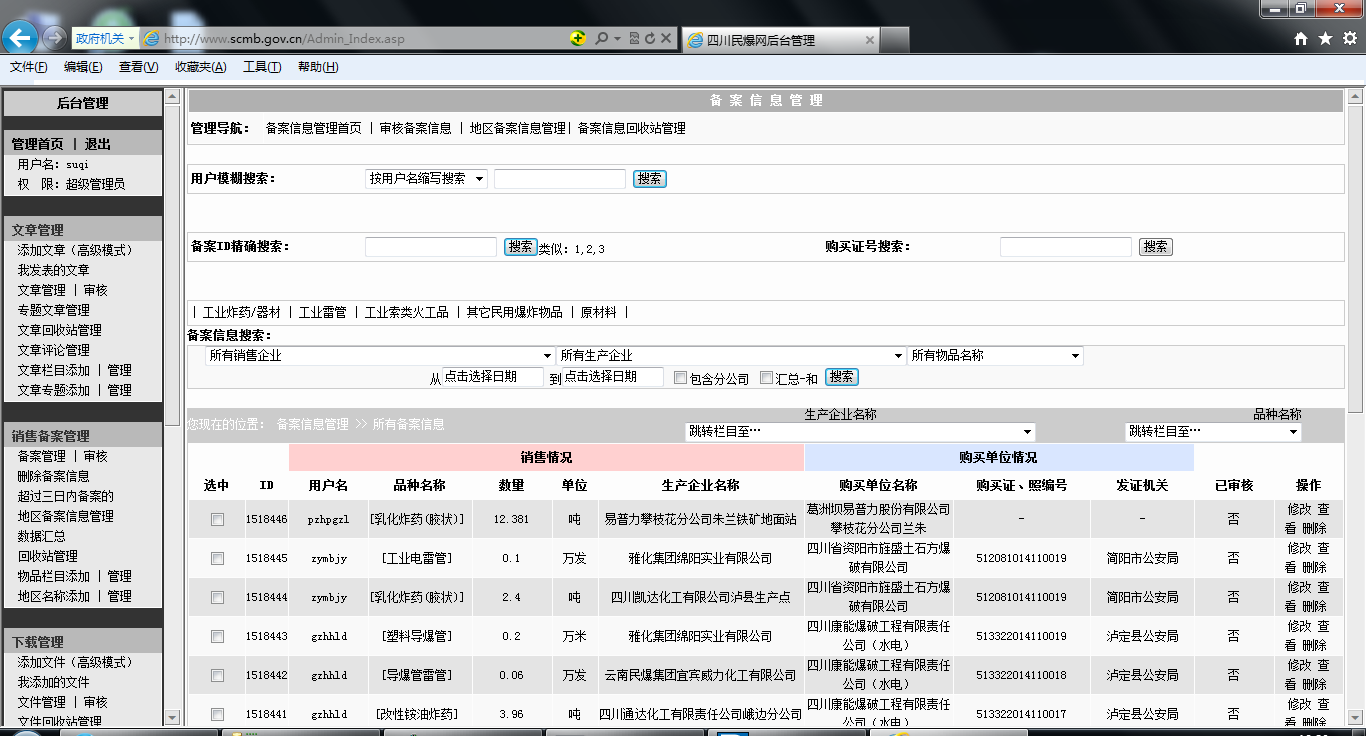 政府机关
http://www.scmb.gov.cn/Admin_Index.asp
四川民爆网后台管理
文件(F) 编辑(E) 查看(V) 收藏夹(A) 工具(T) 帮助(H)
后台管理
管理首页 | 退出
用户名: suqi
权 限: 超级管理员
文章管理
添加文章（高级模式）
我发表的文章
文章管理 | 审核
专题文章管理
文章回收站管理
文章评论管理
文章栏目添加 | 管理
文章专题添加 | 管理
销售备案管理
备案管理 | 审核
删除备案信息
超过三日内备案的
地区备案信息管理
数据汇总
回收站管理
物品栏目添加 | 管理
地区名称添加 | 管理
下载管理
添加文件（高级模式）
我添加的文件
文件管理 | 审核
文件回收站管理
备 案 信 息 管 理
管理导航: 备案信息管理首页 | 审核备案信息 | 地区备案信息管理| 备案信息回收站管理
用户模糊搜索: 按用户名缩写搜索 搜索
备案ID精确搜索: 搜索 类似: 1,2,3 购买证号搜索: 搜索
| 工业炸药/器材 | 工业雷管 | 工业索类火工品 | 其它民用爆炸物品 | 原材料 |
备案信息搜索:
所有销售企业 所有生产企业 所有物品名称
从 点击选择日期 到 点击选择日期 包含分公司 汇总-和 搜索
您现在的位置: 备案信息管理 >> 所有备案信息 生产企业名称 品种名称
跳转栏目至… 跳转栏目至…
销售情况 购买单位情况
选中 ID 用户名 品种名称 数量 单位 生产企业名称 购买单位名称 购买证、照编号 发证机关 已审核 操作
1518446 pzhpgzl [乳化炸药(胶状)] 12.381 吨 易普力攀枝花分公司朱兰铁矿地面站 葛洲坝易普力股份有限公司攀枝花分公司兰朱 - - 否 修改 查看 删除
1518445 zymbjy [工业电雷管] 0.1 万发 雅化集团绵阳实业有限公司 四川省资阳市旌盛土石方爆破有限公司 512081014110019 简阳市公安局 否 修改 查看 删除
1518444 zymbjy [乳化炸药(胶状)] 2.4 吨 四川凯达化工有限公司泸县生产点 四川省资阳市旌盛土石方爆破有限公司 512081014110019 简阳市公安局 否 修改 查看 删除
1518443 gzhhld [塑料导爆管] 0.2 万米 雅化集团绵阳实业有限公司 四川康能爆破工程有限责任公司（水电） 513322014110019 泸定县公安局 否 修改 查看 删除
1518442 gzhhld [导爆管雷管] 0.06 万发 云南民爆集团宜宾威力化工有限公司 四川康能爆破工程有限责任公司（水电） 513322014110018 泸定县公安局 否 修改 查看 删除
1518441 gzhhld [改性铵油炸药] 3.96 吨 四川通达化工有限责任公司峨边分公司 四川康能爆破工程有限责任公司（水电） 513322014110017 泸定县公安局 否 修改 查看 删除